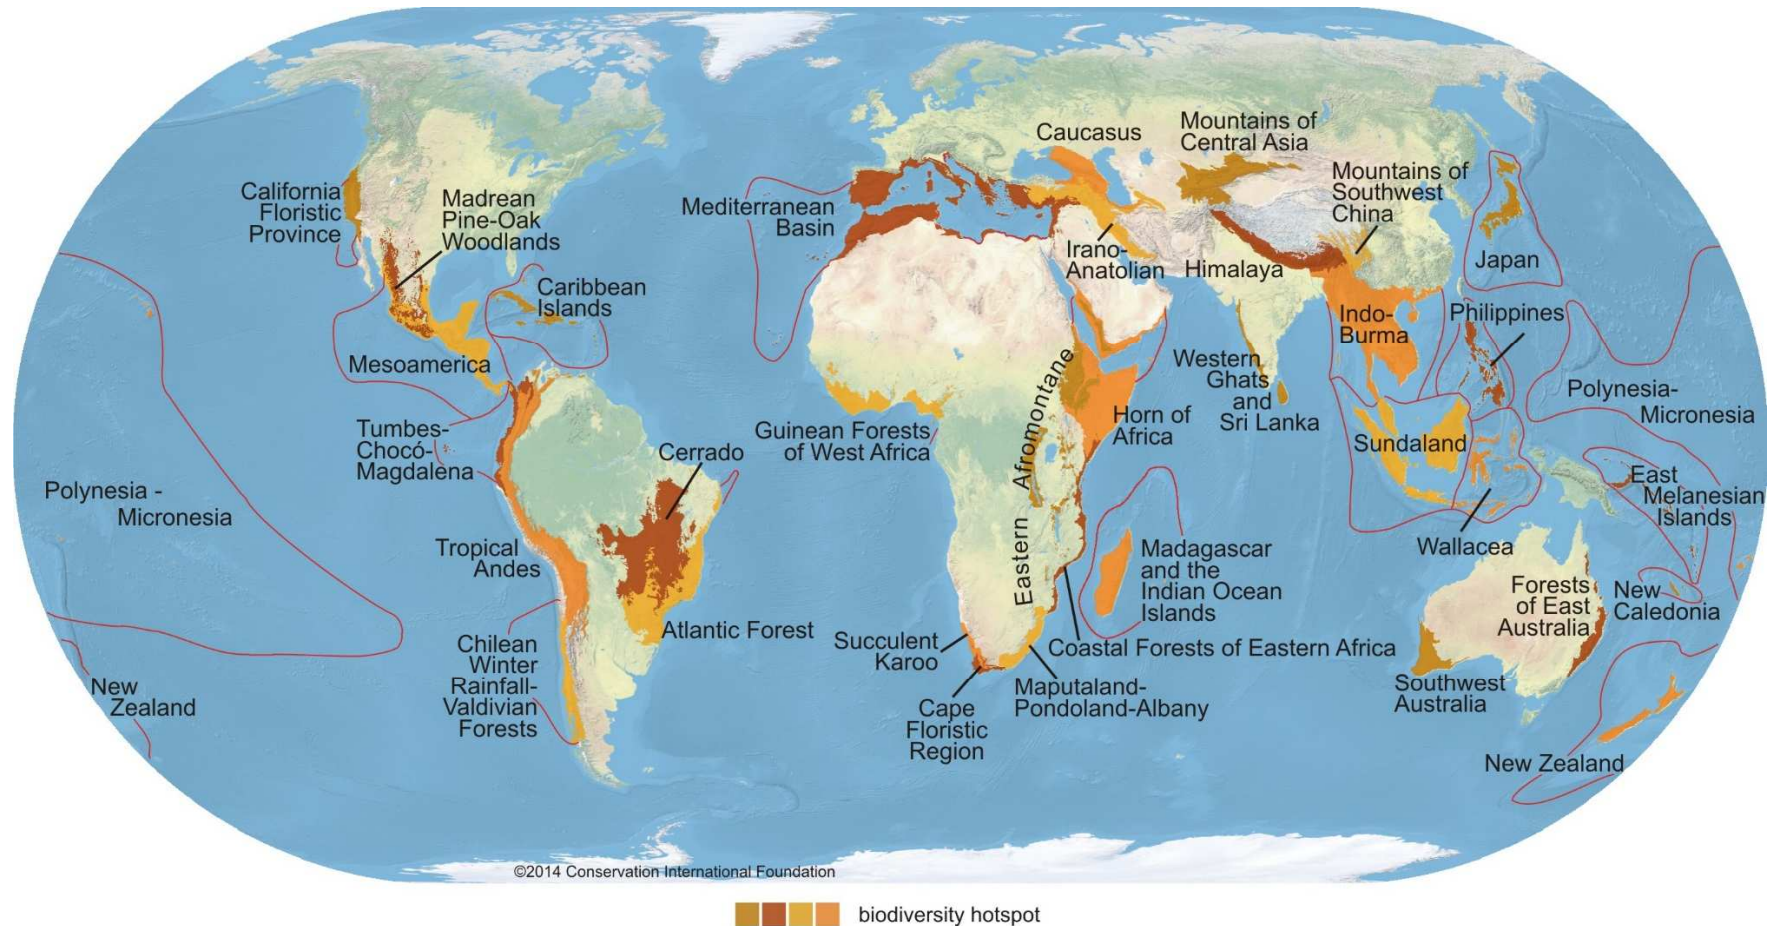 Caucasus
Mountains of
Central Asia
Mountains of
Southwest
China
California
Floristic
Province
Madrean
Pine-Oak
Woodlands
Mediterranean
Basin
Irano-
Anatolian
Himalaya
Japan
Caribbean
Islands
Indo-
Burma
Philippines
Mesoamerica
Western
Ghats
and
Sri Lanka
Polynesia-
Micronesia
Tumbes-
Chocó-
Magdalena
Cerrado
Guinean Forests
of West Africa
Eastern Afromontane
Horn of
Africa
Sundaland
East
Melanesian
Islands
Polynesia -
Micronesia
Tropical
Andes
Madagascar
and the
Indian Ocean
Islands
Wallacea
Forests
of East
Australia
New
Caledonia
Atlantic Forest
Chilean
Winter
Rainfall-
Valdivian
Forests
Succulent
Karoo
Coastal Forests of Eastern Africa
Cape
Floristic
Region
Maputaland-
Pondoland-Albany
Southwest
Australia
New
Zealand
New Zealand
©2014 Conservation International Foundation
biodiversity hotspot